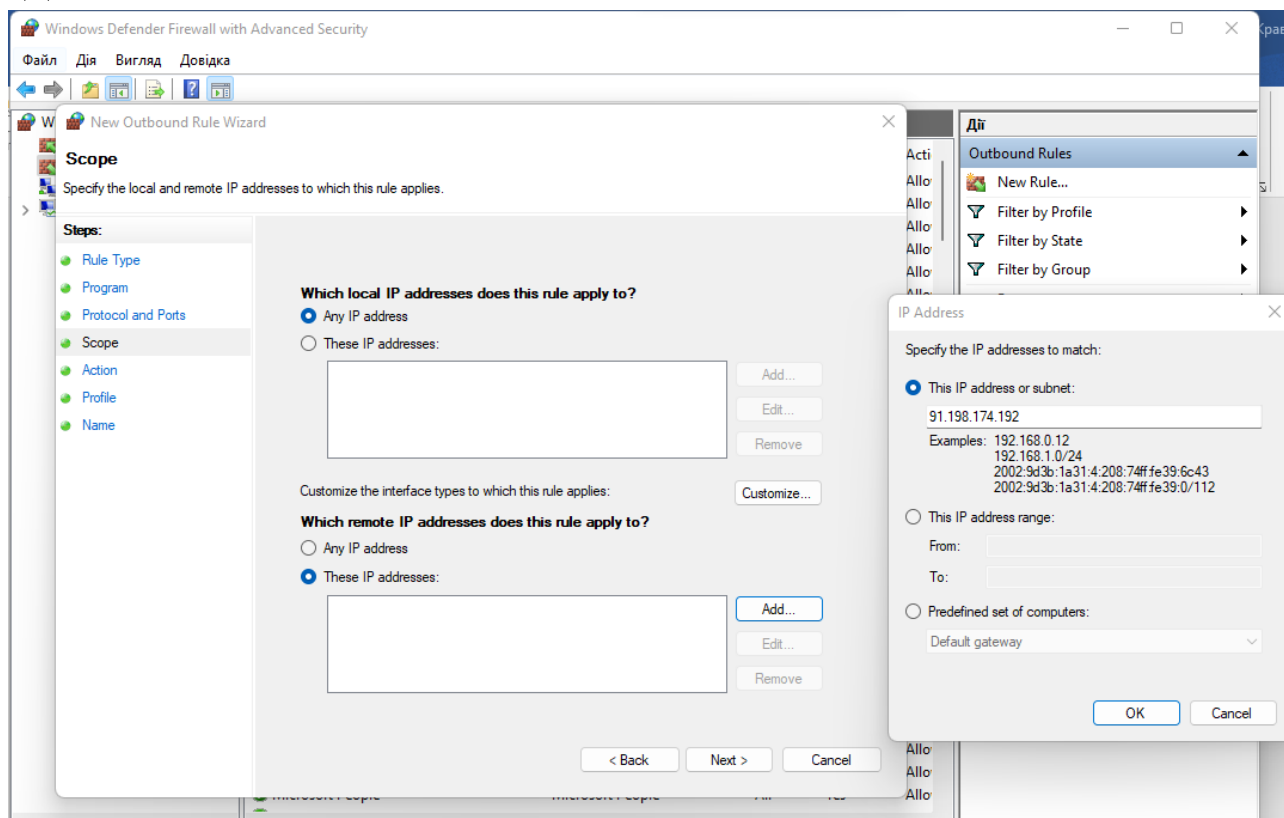 Windows Defender Firewall with Advanced Security
Файл Дія Вигляд Довідка
New Outbound Rule Wizard
Scope
Specify the local and remote IP addresses to which this rule applies.
Steps:
Rule Type
Program
Protocol and Ports
Scope
Action
Profile
Name
Which local IP addresses does this rule apply to?
Any IP address
These IP addresses:
Add...
Edit...
Remove
Customize the interface types to which this rule applies:
Customize...
Which remote IP addresses does this rule apply to?
Any IP address
These IP addresses:
Add...
Edit...
Remove
< Back Next > Cancel
Дії
Outbound Rules
New Rule...
Filter by Profile
Filter by State
Filter by Group
IP Address
Specify the IP addresses to match:
This IP address or subnet:
91.198.174.192
Examples: 192.168.0.12
192.168.1.0/24
2002:9d3b:1a31:4:208:74ff:fe39:6c43
2002:9d3b:1a31:4:208:74ff:fe39:0/112
This IP address range:
From:
To:
Predefined set of computers:
Default gateway
OK Cancel